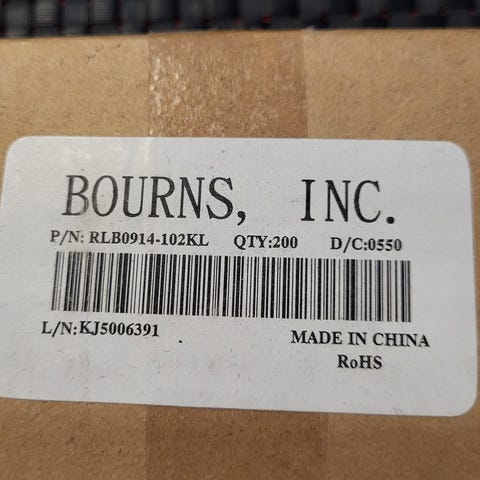 BOURNS, INC.
P/N: RLB0914-102KL QTY:200 D/C:0550
L/N:KJ5006391
MADE IN CHINA
RoHS